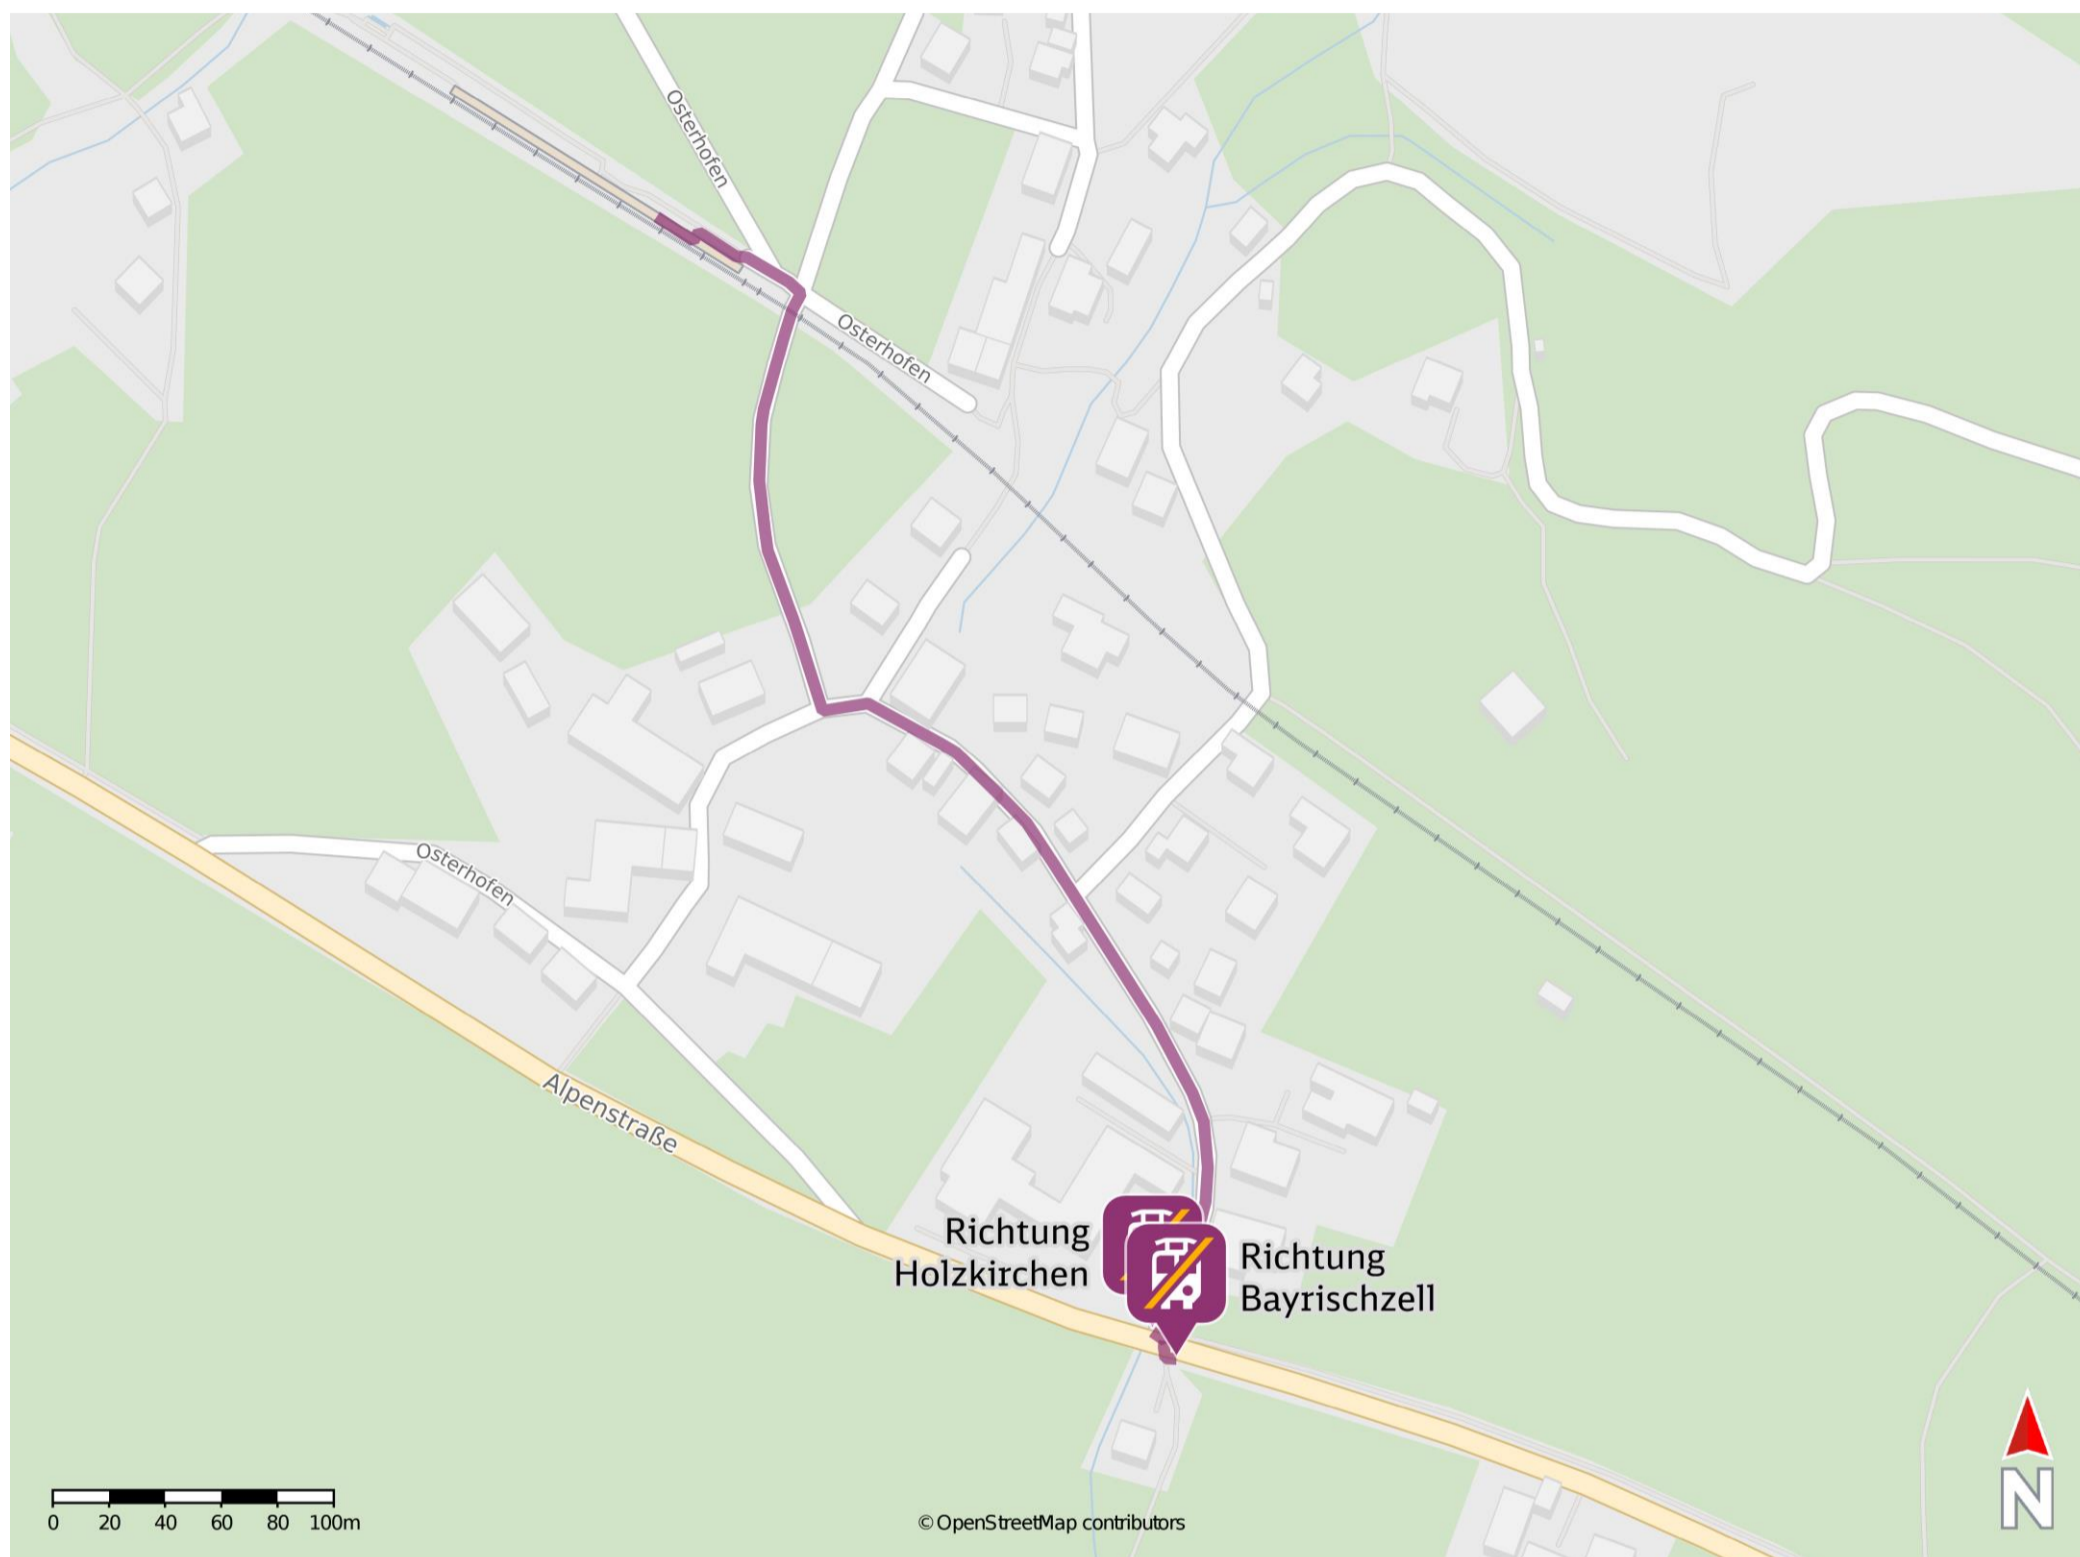 Osterhofen
Osterhofen
Osterhofen
Alpenstraße
Richtung
Holzkirchen
Richtung
Bayrischzell
0 20 40 60 80 100m
© OpenStreetMap contributors
N